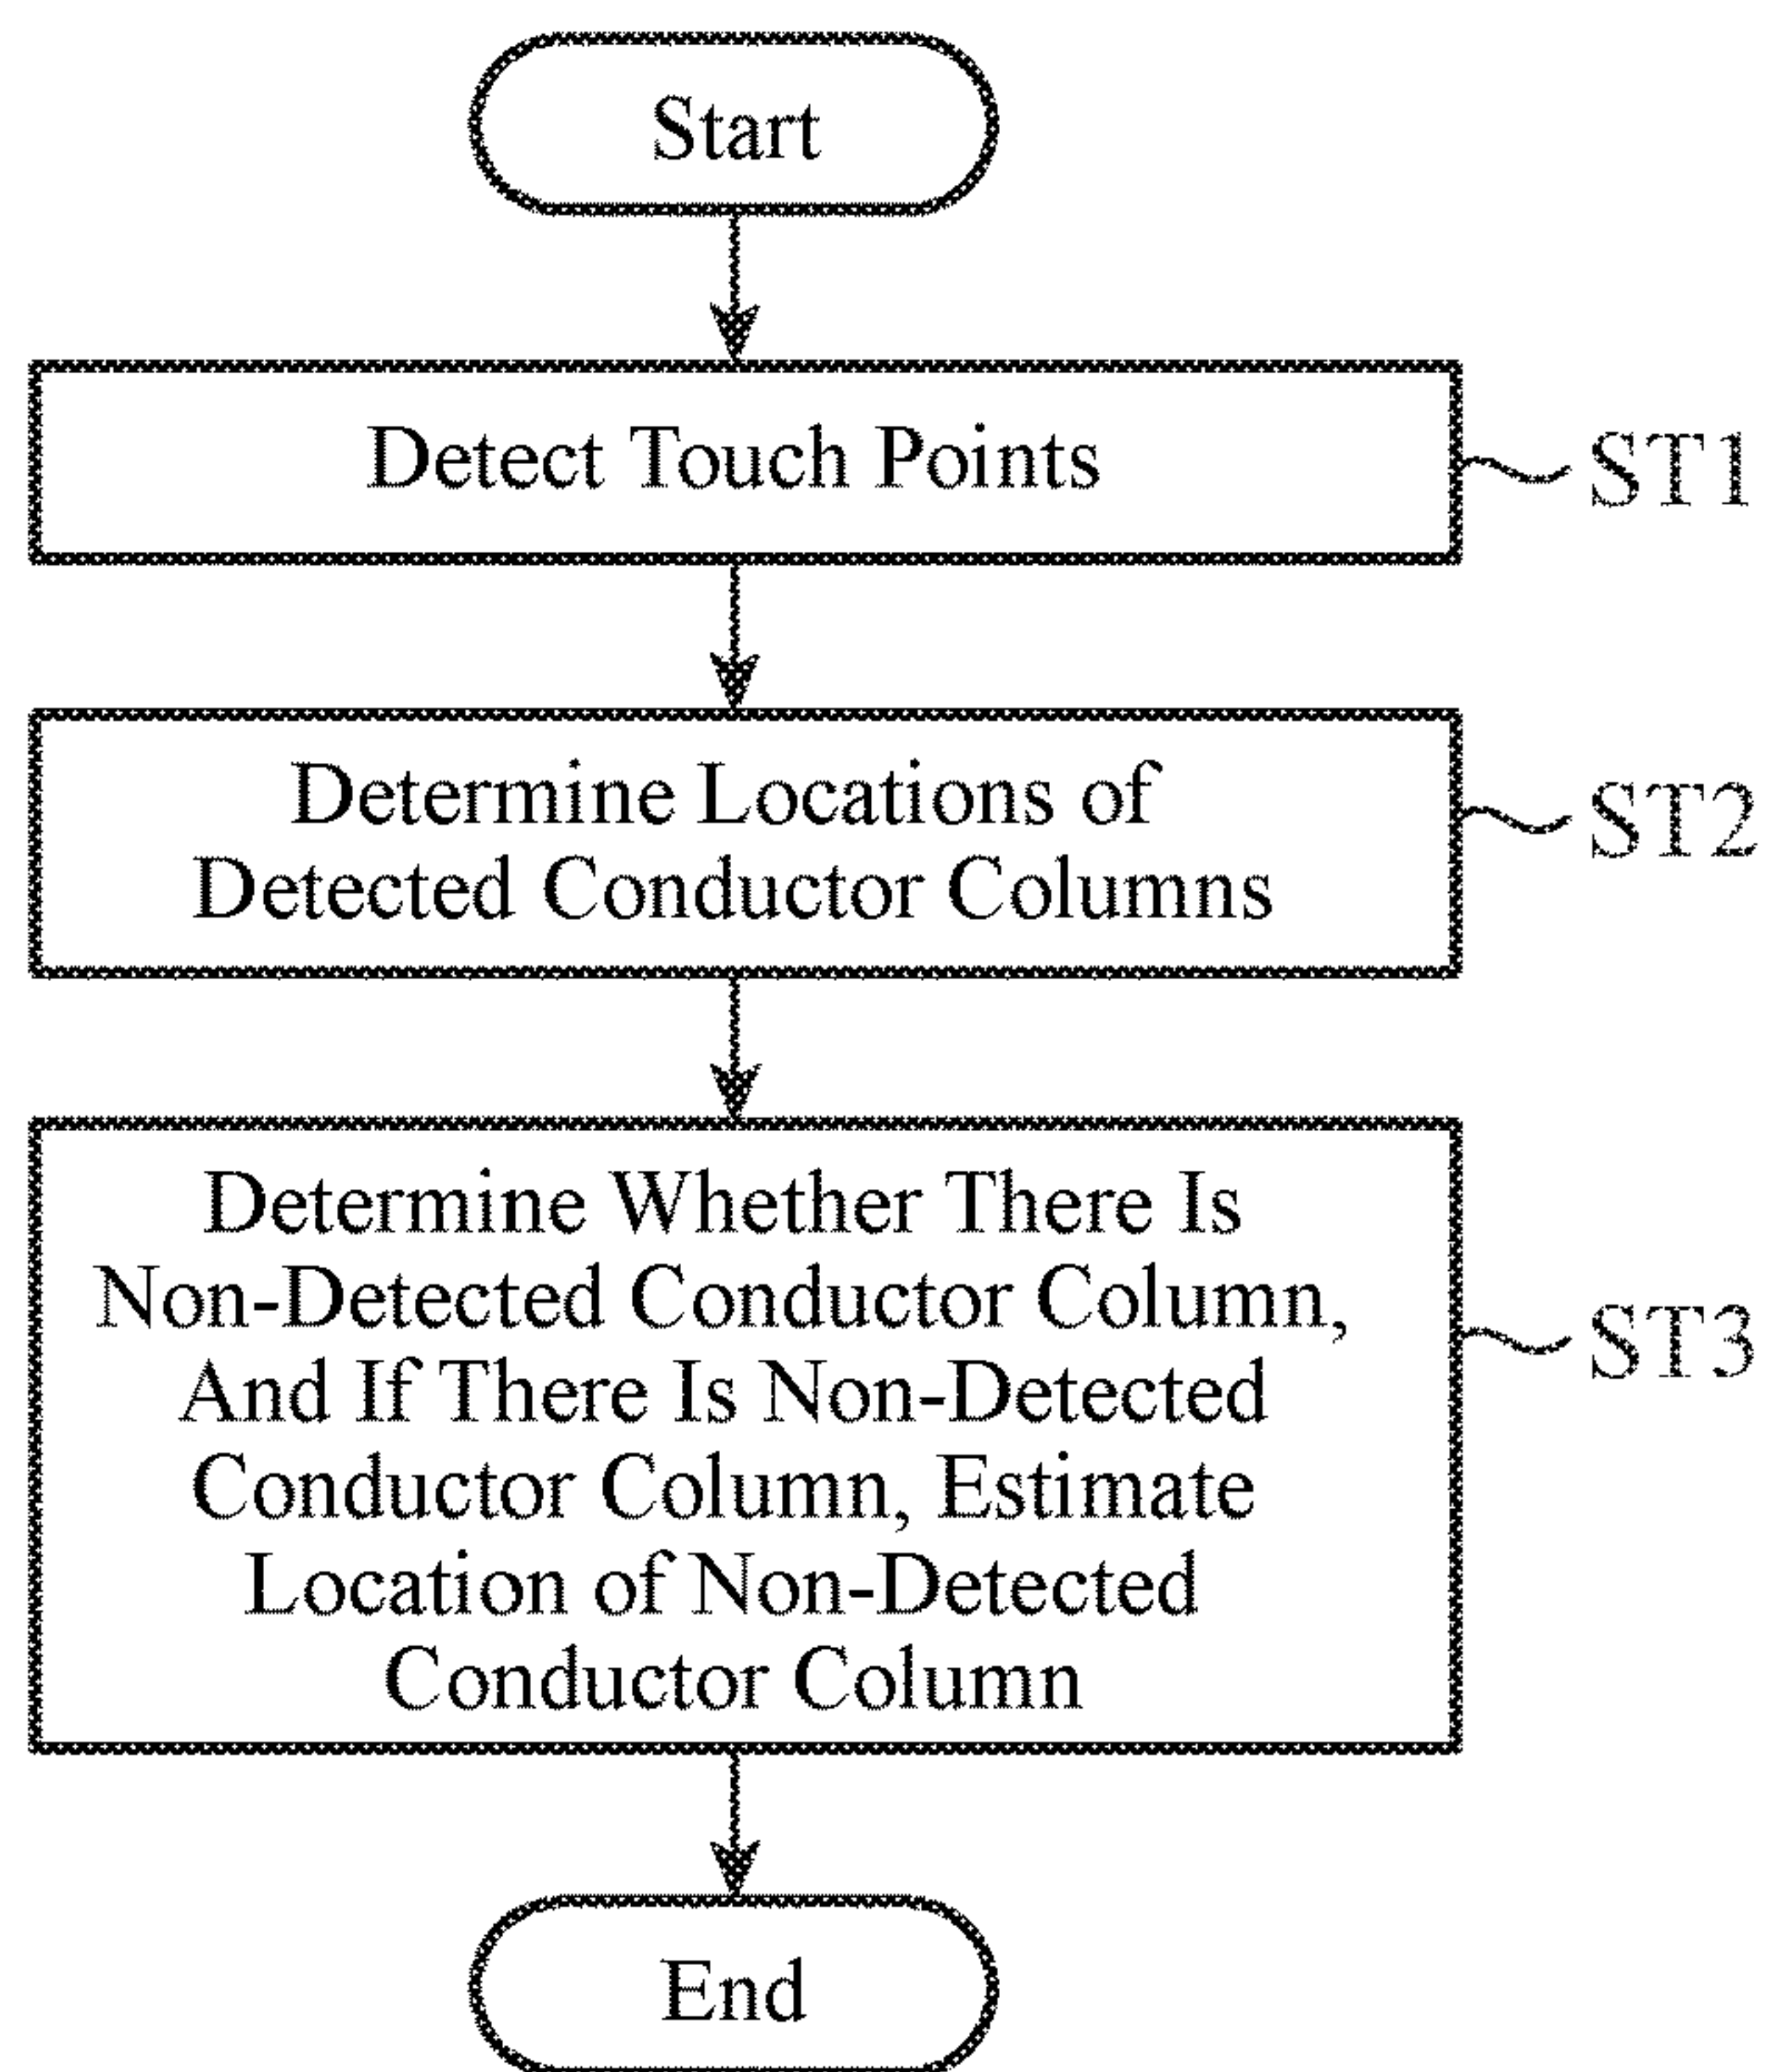 Start
Detect Touch Points
ST1
Determine Locations of
Detected Conductor Columns
ST2
Determine Whether There Is
Non-Detected Conductor Column,
And If There Is Non-Detected
Conductor Column, Estimate
Location of Non-Detected
Conductor Column
ST3
End